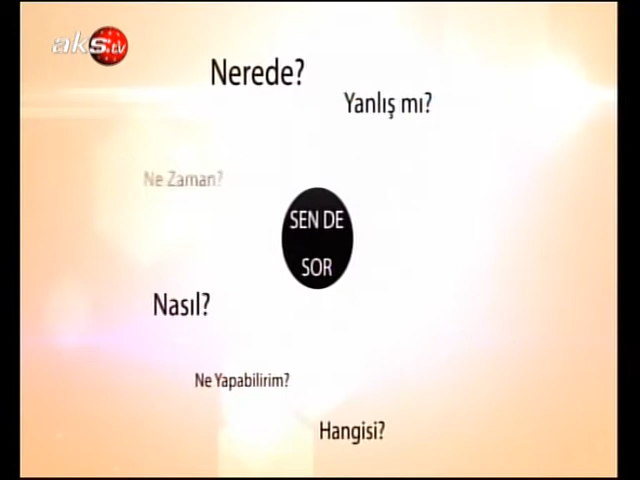 aks.tv
Nerede?
Yanlış mı?
Ne Zaman?
SEN DE
SOR
Nasıl?
Ne Yapabilirim?
Hangisi?